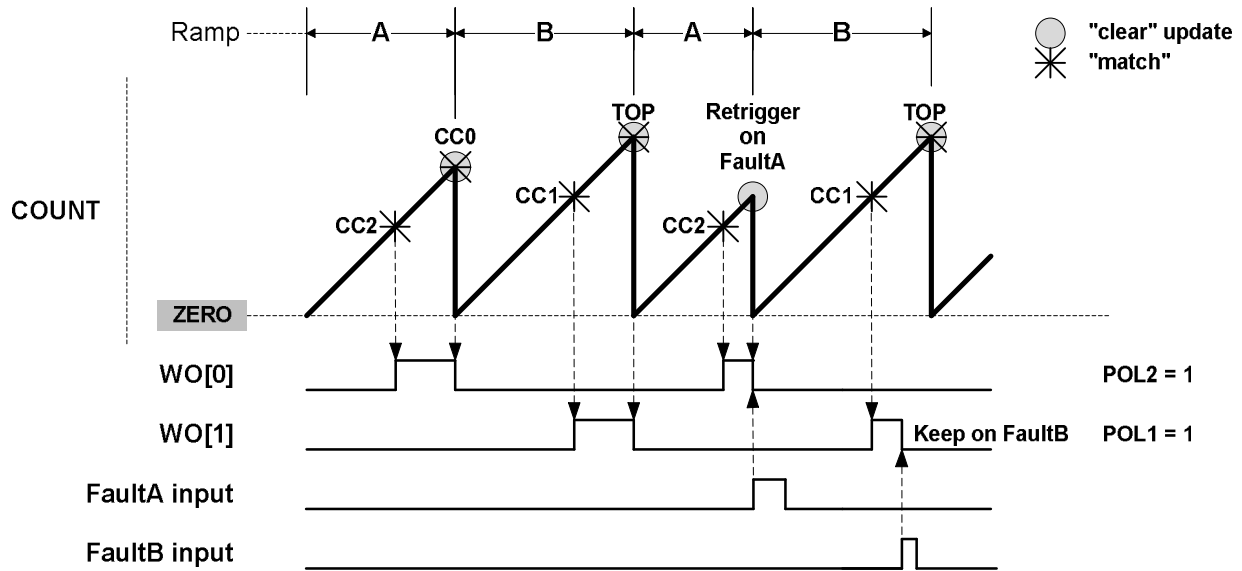 Ramp A B A B
"clear" update
"match"
CC0 TOP Retrigger on FaultA TOP
COUNT
CC2 CC1 CC2 CC1
ZERO
WO[0] POL2 = 1
WO[1] Keep on FaultB POL1 = 1
FaultA input
FaultB input